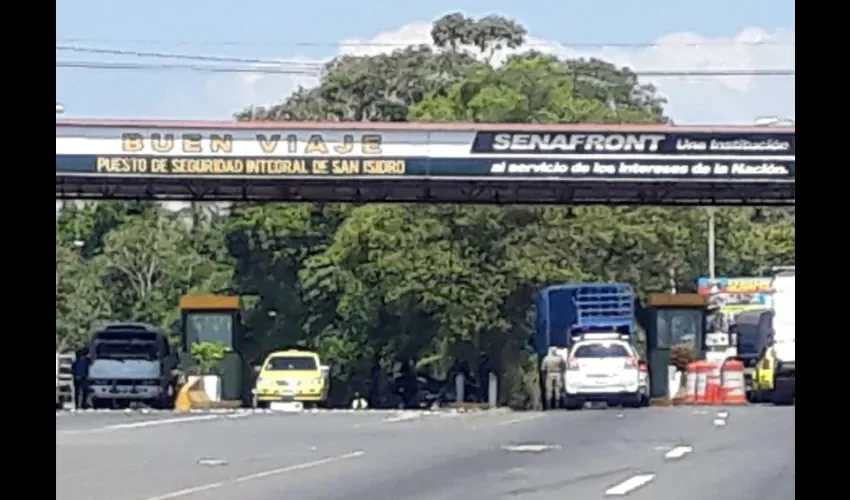 BUEN VIAJE
PUESTO DE SEGURIDAD INTEGRAL DE SAN ISIDRO
SENAFRONT Una Institución
al servicio de los intereses de la Nación.